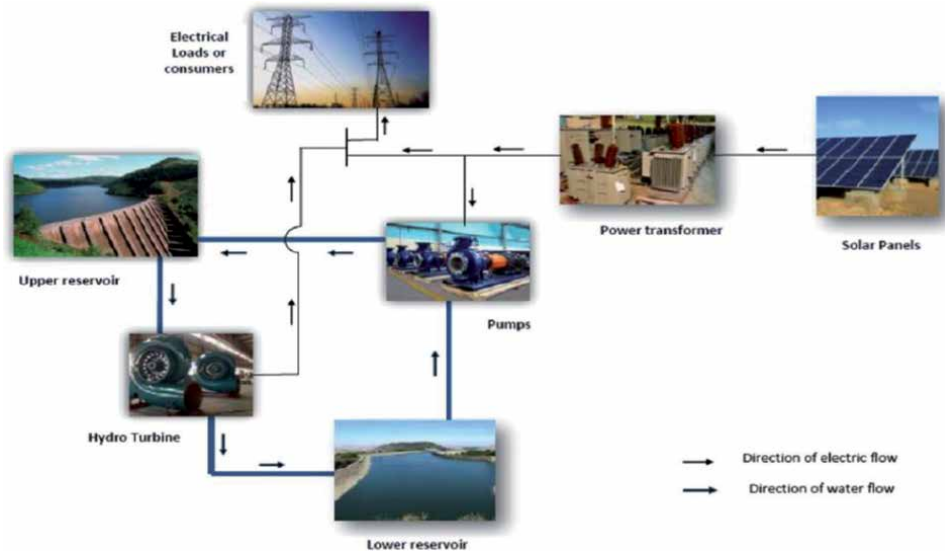 Electrical
Loads or
consumers
Power transformer
Solar Panels
Upper reservoir
Pumps
Hydro Turbine
Direction of electric flow
Direction of water flow
Lower reservoir